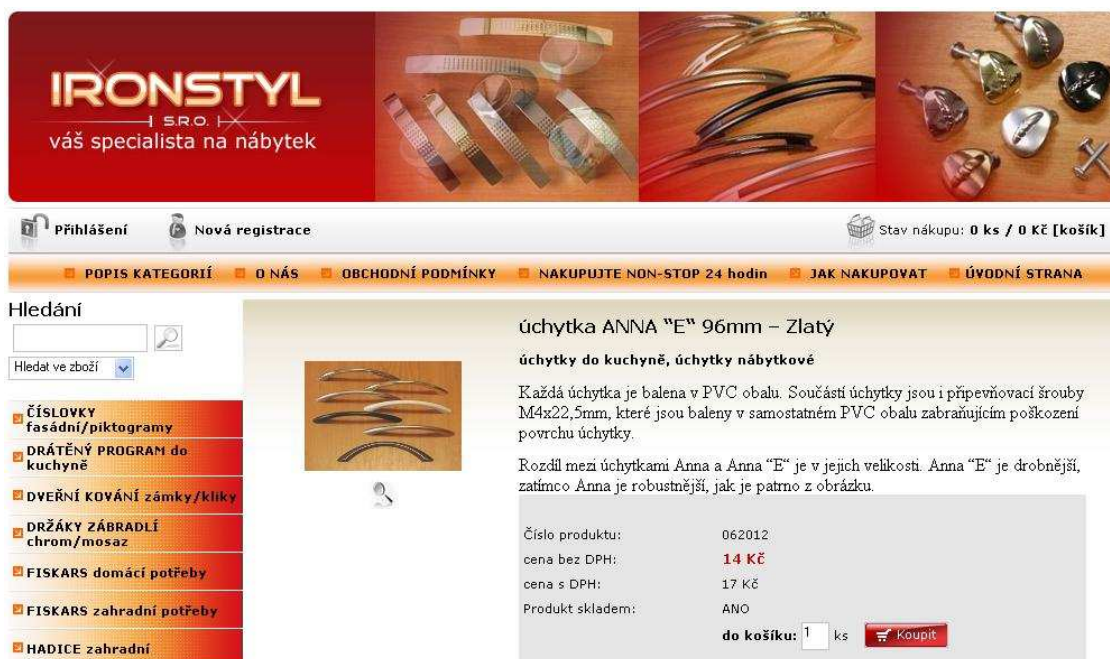 IRONSTYL
S.R.O.
váš specialista na nábytek
Přihlášení
Nová registrace
Stav nákupu: 0 ks / 0 Kč [košík]
POPIS KATEGORIÍ
O NÁS
OBCHODNÍ PODMÍNKY
NAKUPUJTE NON-STOP 24 hodin
JAK NAKUPOVAT
ÚVODNÍ STRANA
Hledání
Hledat ve zboží
ČÍSLOVKY
fasádní/piktogramy
DRÁTĚNÝ PROGRAM do
kuchyně
DVEŘNÍ KOVÁNÍ zámky/kliky
DRŽÁKY ZÁBRADLÍ
chrom/mosaz
FISKARS domácí potřeby
FISKARS zahradní potřeby
HADICE zahradní
úchytka ANNA "E" 96mm – Zlatý
úchytky do kuchyně, úchytky nábytkové
Každá úchytka je balena v PVC obalu. Součástí úchytky jsou i připevňovací šrouby
M4x22,5mm, které jsou baleny v samostatném PVC obalu zabraňujícím poškození
povrchu úchytky.
Rozdíl mezi úchytkami Anna a Anna "E" je v jejich velikosti. Anna "E" je drobnější,
zatímco Anna je robustnější, jak je patrno z obrázku.
Číslo produktu: 062012
cena bez DPH: 14 Kč
cena s DPH: 17 Kč
Produkt skladem: ANO
do košíku: 1 ks Koupit